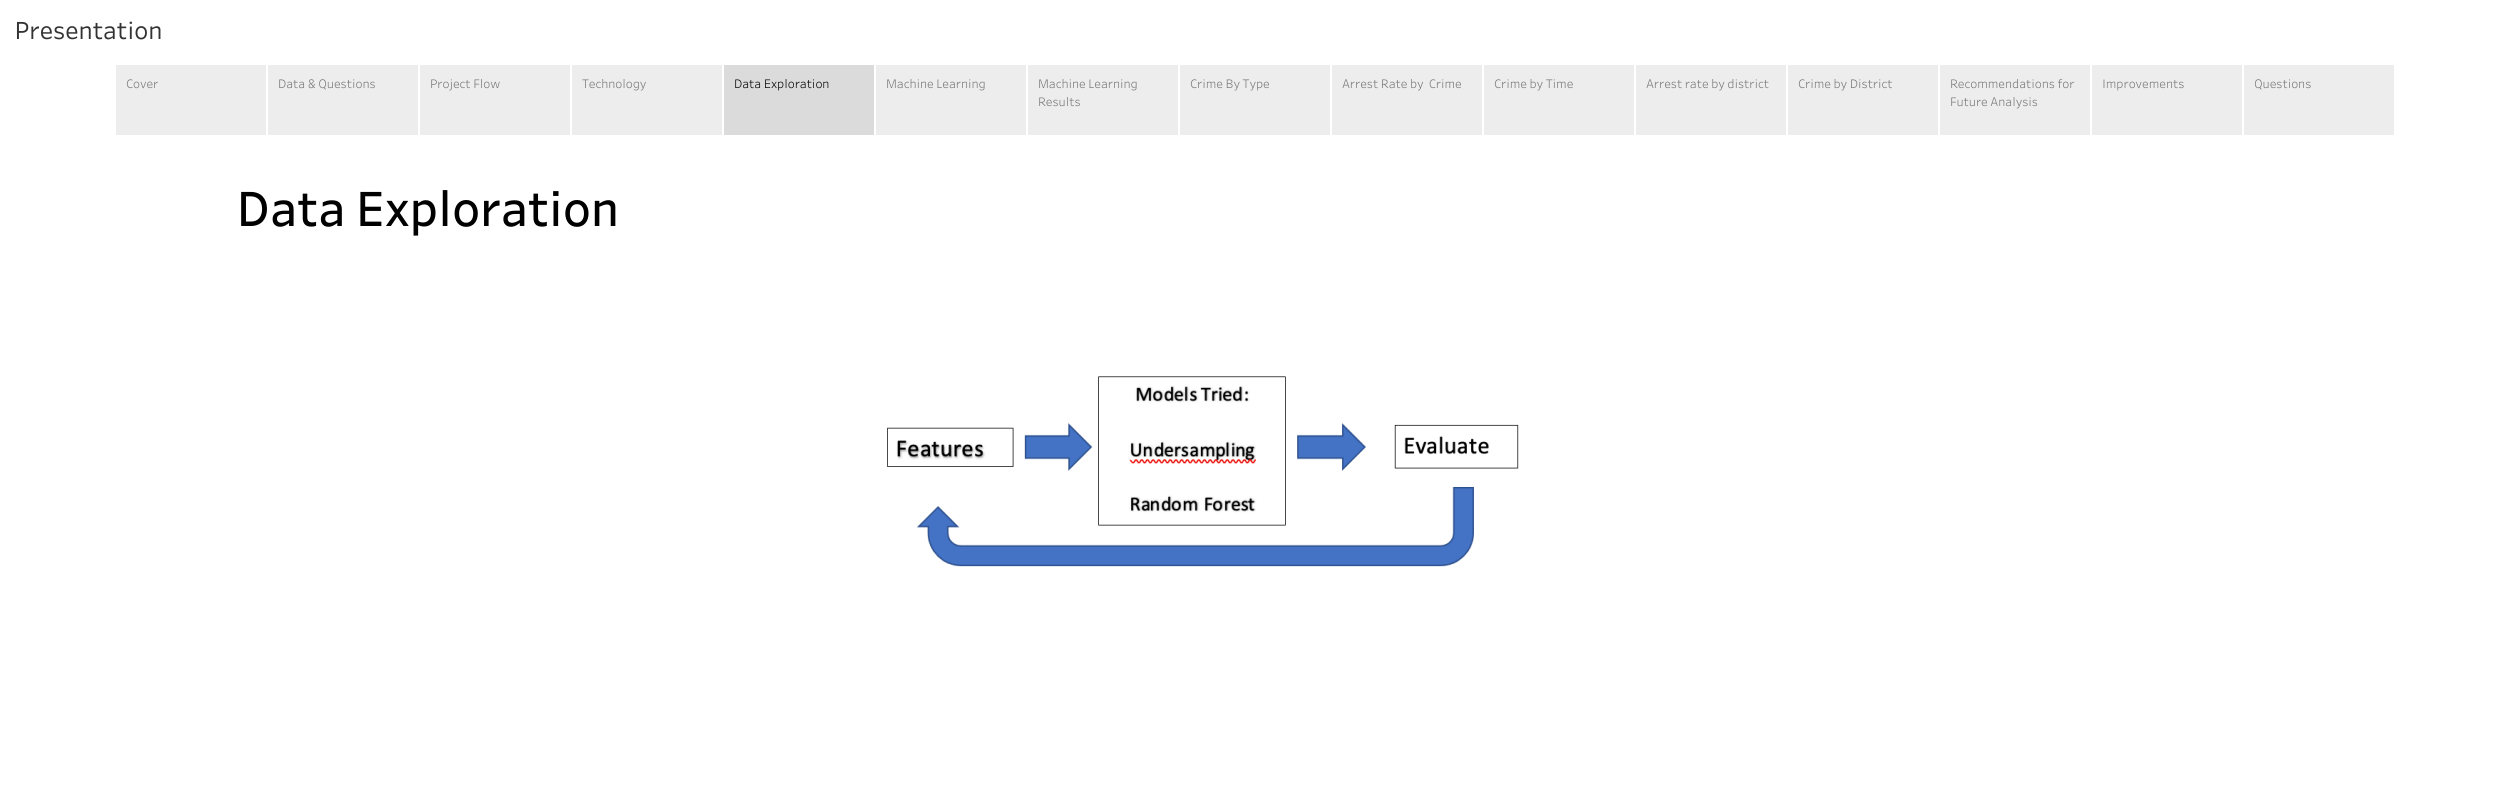 Presentation
Cover
Data & Questions
Project Flow
Technology
Data Exploration
Machine Learning
Machine Learning
Results
Crime By Type
Arrest Rate by  Crime
Crime by Time
Arrest rate by district
Crime by District
Recommendations for
Future Analysis
Improvements
Questions
Data Exploration
Features
Models Tried:
Undersampling
Random Forest
Evaluate